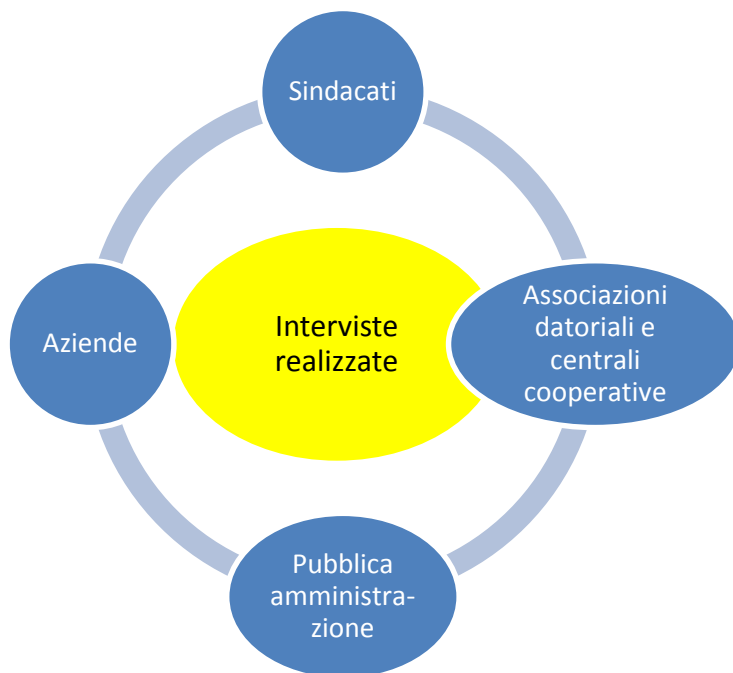 Sindacati
Aziende
Interviste
realizzate
Associazioni
datoriali e
centrali
cooperative
Pubblica
amministra-
zione